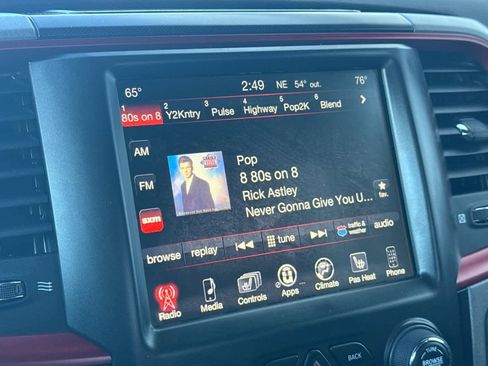 65° 2:49 NE 54° out. 76°
1 80s on 8 2 Y2Kntry 3 Pulse 4 Highway 5 Pop2K 6 Blend
AM
FM
sxm
Pop
8 80s on 8
Rick Astley
Never Gonna Give You U...
fav.
browse replay tune traffic & weather audio
Radio Media Controls Apps Climate Pas Heat Phone
BACK
TUNE
BROWSE